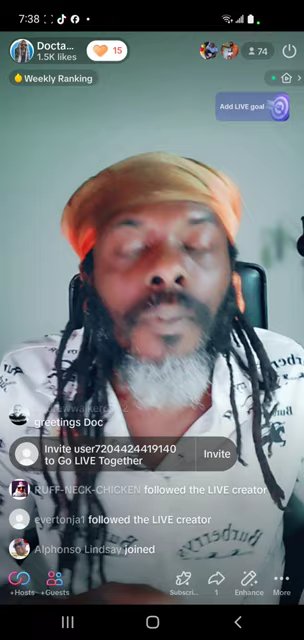 7:38
Docta...
1.5K likes
15
74
Weekly Ranking
Add LIVE goal
greetings Doc
Invite user7204424419140
to Go LIVE Together
Invite
RUFF-NECK-CHICKEN followed the LIVE creator
evertonja1 followed the LIVE creator
Alphonso Lindsay joined
+Hosts
+Guests
Subscri...
1
Enhance
More